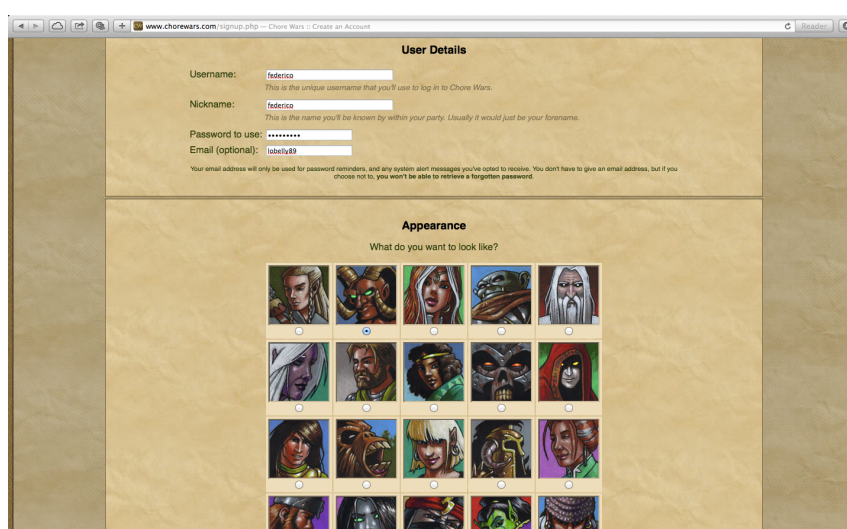 www.chorewars.com/signup.php — Chore Wars :: Create an Account
Reader
User Details
Username: federico
This is the unique username that you'll use to log in to Chore Wars.
Nickname: federico
This is the name you'll be known by within your party. Usually it would just be your forename.
Password to use: •••••••••
Email (optional): lobelly89
Your email address will only be used for password reminders, and any system alert messages you've opted to receive. You don't have to give an email address, but if you
choose not to, you won't be able to retrieve a forgotten password.
Appearance
What do you want to look like?